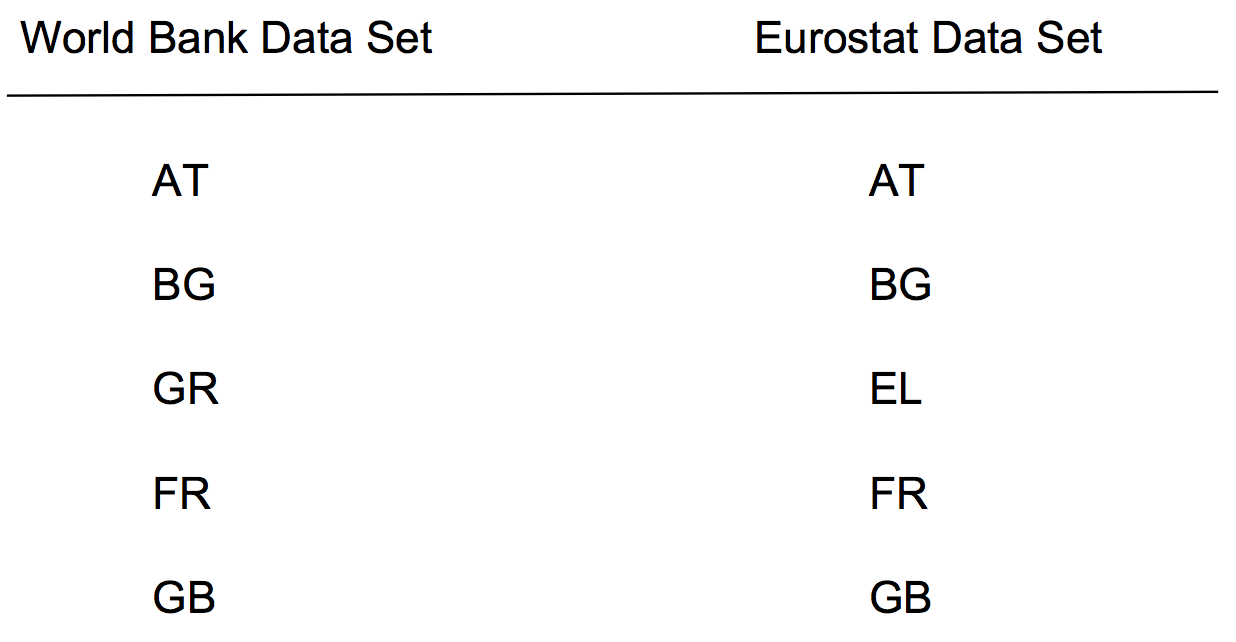 World Bank Data Set Eurostat Data Set
AT AT
BG BG
GR EL
FR FR
GB GB